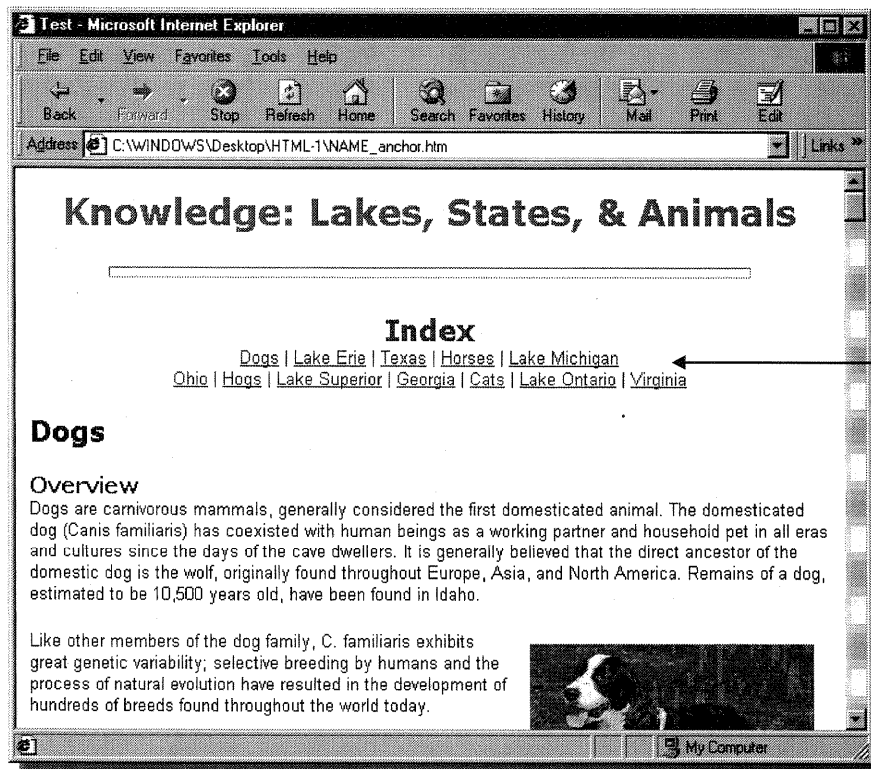 Test - Microsoft Internet Explorer
File Edit View Favorites Tools Help
Back Forward Stop Refresh Home Search Favorites History Mail Print Edit
Address C:\WINDOWS\Desktop\HTML-1\NAME_anchor.htm Links »
Knowledge: Lakes, States, & Animals
Index
Dogs | Lake Erie | Texas | Horses | Lake Michigan
Ohio | Hogs | Lake Superior | Georgia | Cats | Lake Ontario | Virginia
Dogs
Overview
Dogs are carnivorous mammals, generally considered the first domesticated animal. The domesticated
dog (Canis familiaris) has coexisted with human beings as a working partner and household pet in all eras
and cultures since the days of the cave dwellers. It is generally believed that the direct ancestor of the
domestic dog is the wolf, originally found throughout Europe, Asia, and North America. Remains of a dog,
estimated to be 10,500 years old, have been found in Idaho.
Like other members of the dog family, C. familiaris exhibits
great genetic variability; selective breeding by humans and the
process of natural evolution have resulted in the development of
hundreds of breeds found throughout the world today.
My Computer